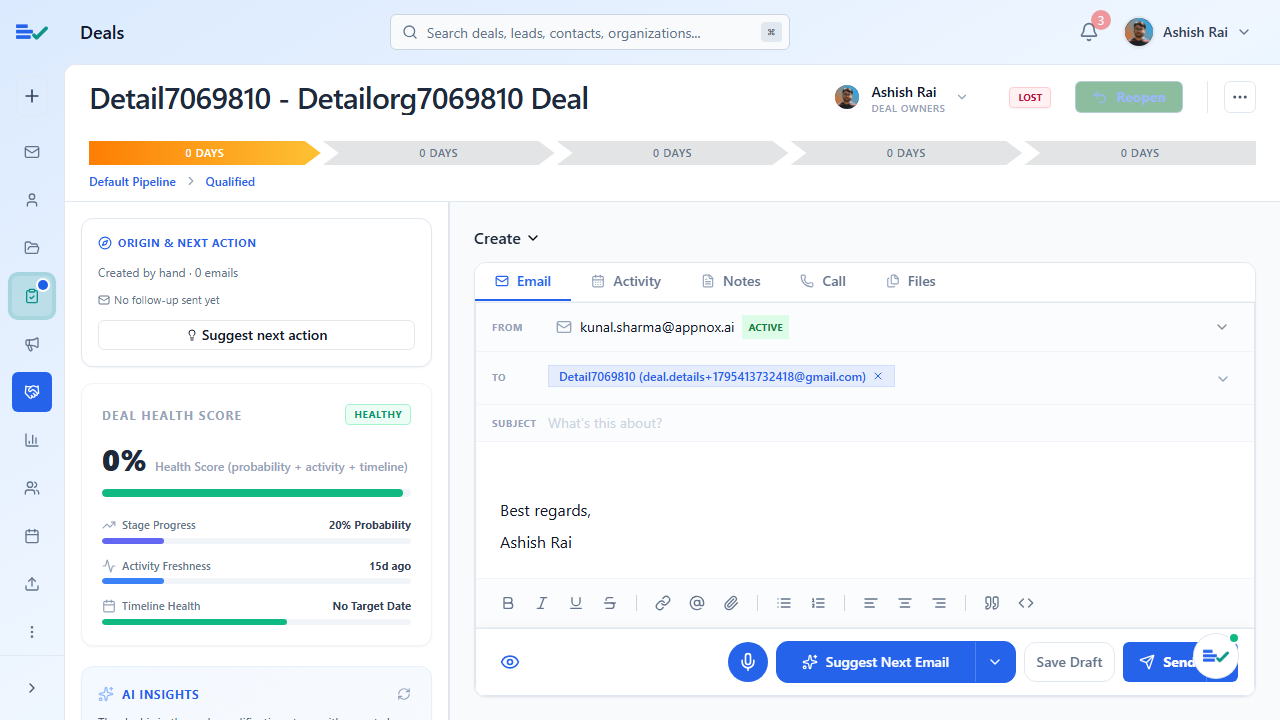 Deals
Search deals, leads, contacts, organizations...
⌘
3
Ashish Rai
Detail7069810 - Detailorg7069810 Deal
Ashish Rai
DEAL OWNERS
LOST
Reopen
0 DAYS
0 DAYS
0 DAYS
0 DAYS
0 DAYS
Default Pipeline
Qualified
ORIGIN & NEXT ACTION
Created by hand · 0 emails
No follow-up sent yet
Suggest next action
DEAL HEALTH SCORE
HEALTHY
0% Health Score (probability + activity + timeline)
Stage Progress
20% Probability
Activity Freshness
15d ago
Timeline Health
No Target Date
AI INSIGHTS
Create
Email
Activity
Notes
Call
Files
FROM
kunal.sharma@appnox.ai
ACTIVE
TO
Detail7069810 (deal.details+1795413732418@gmail.com)
SUBJECT
What's this about?
Best regards,
Ashish Rai
Suggest Next Email
Save Draft
Send